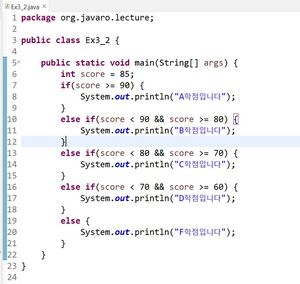 Ex3_2.java
1 package org.javaro.lecture;
2
3 public class Ex3_2 {
4
5 public static void main(String[] args) {
6 int score = 85;
7 if(score >= 90) {
8 System.out.println("A학점입니다");
9 }
10 else if(score < 90 && score >= 80) {
11 System.out.println("B학점입니다");
12 }
13 else if(score < 80 && score >= 70) {
14 System.out.println("C학점입니다");
15 }
16 else if(score < 70 && score >= 60) {
17 System.out.println("D학점입니다");
18 }
19 else {
20 System.out.println("F학점입니다");
21 }
22 }
23 }
24